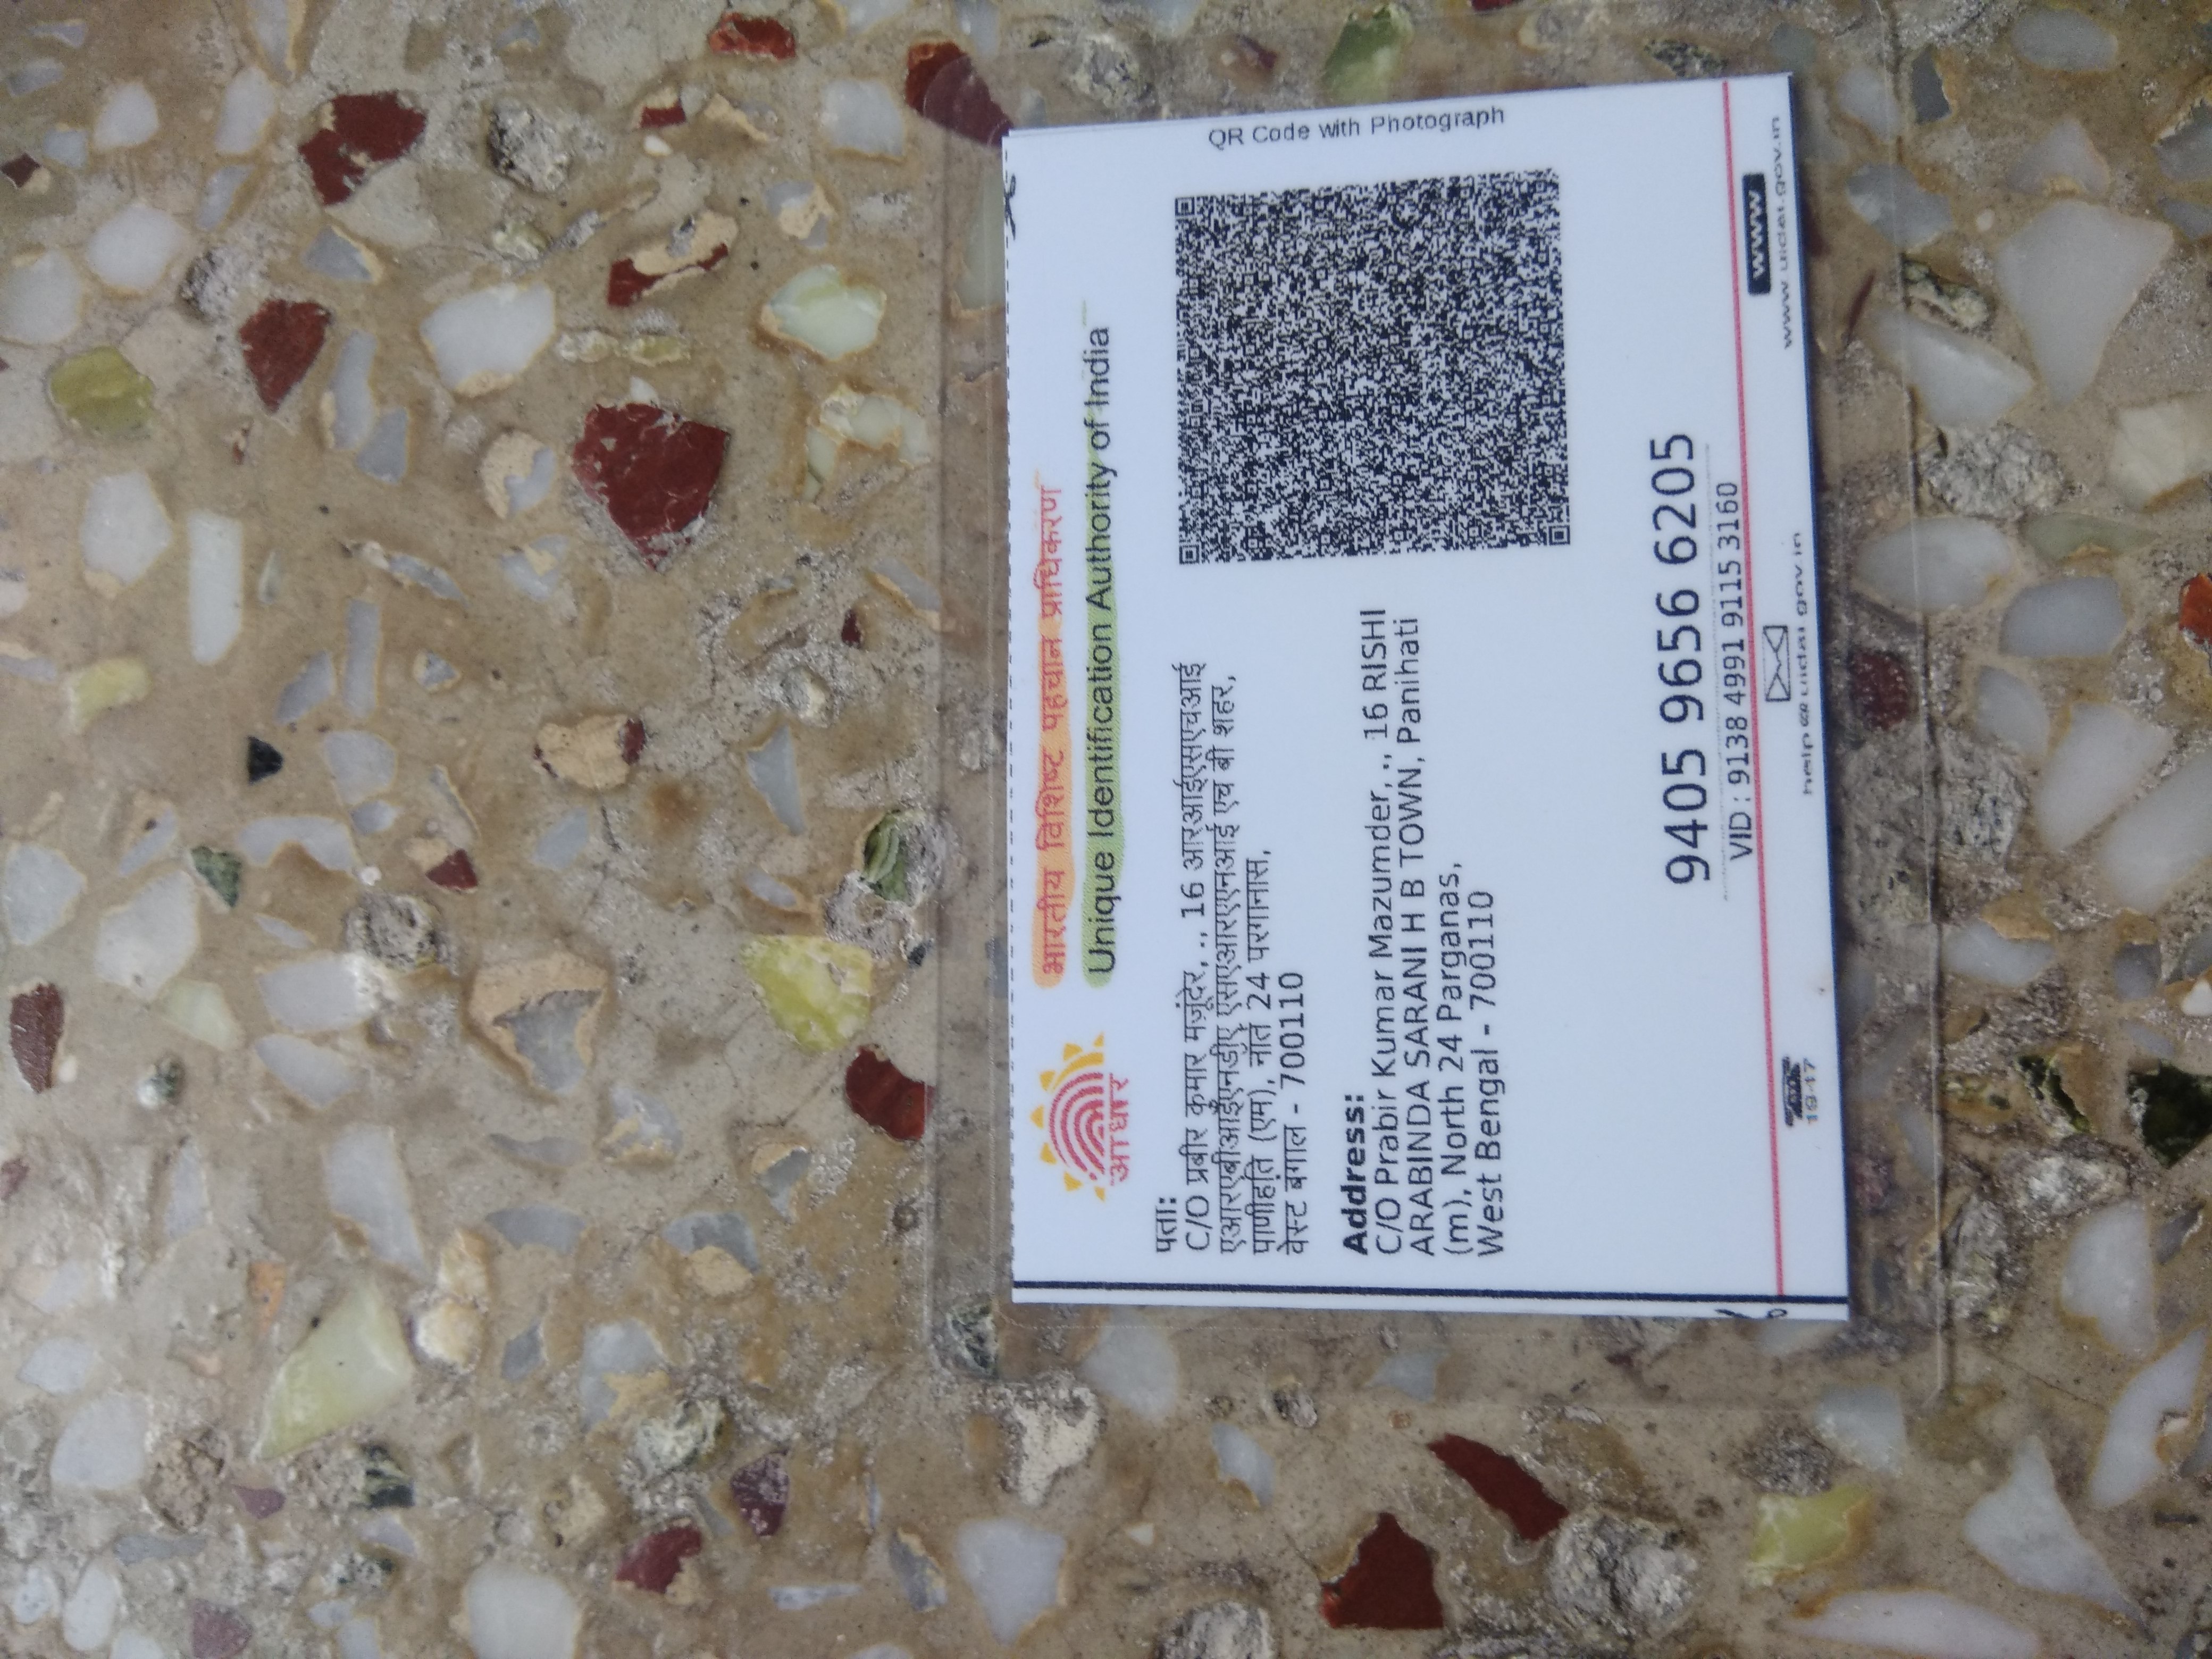 भारतीय विशिष्ट पहचान प्राधिकरण
Unique Identification Authority of India
आधार
QR Code with Photograph
पता:
C/O प्रबीर कुमार मजूंदेर, ., 16 आरआईएसएचआई
एआरएबीआईएनडीए एसएआरएएनआई एच बी शहर,
पाणीहति (एम), नॉर्त 24 परगानास,
वेस्ट बंगाल - 700110
Address:
C/O Prabir Kumar Mazumder, ., 16 RISHI
ARABINDA SARANI H B TOWN, Panihati
(m), North 24 Parganas,
West Bengal - 700110
9405 9656 6205
VID : 9138 4991 9115 3160
1947
help@uidai.gov.in
www
www.uidai.gov.in